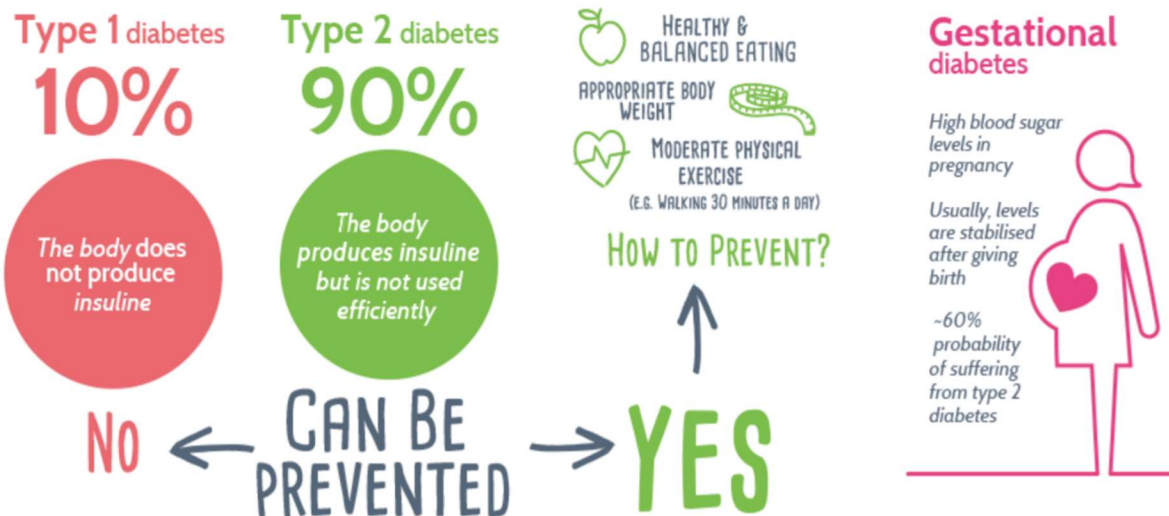 Type 1 diabetes
10%
The body does
not produce
insuline
No
Type 2 diabetes
90%
The body
produces insuline
but is not used
efficiently
CAN BE
PREVENTED
YES
HOW TO PREVENT?
HEALTHY &
BALANCED EATING
APPROPRIATE BODY
WEIGHT
MODERATE PHYSICAL
EXERCISE
(E.G. WALKING 30 MINUTES A DAY)
Gestational
diabetes
High blood sugar
levels in
pregnancy
Usually, levels
are stabilised
after giving
birth
~60%
probability
of suffering
from type 2
diabetes